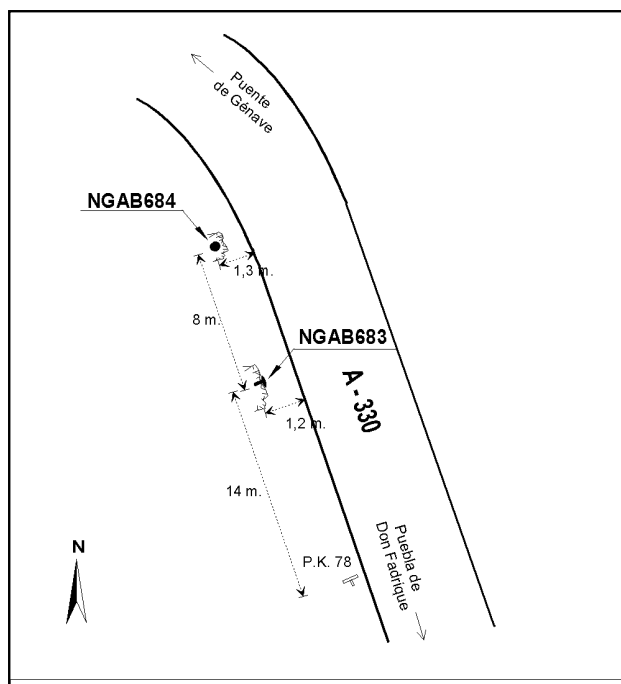 Puente
de Génave
NGAB684
1,3 m.
8 m.
NGAB683
A - 330
1,2 m.
14 m.
P.K. 78
Puebla de
Don Fadrique
N